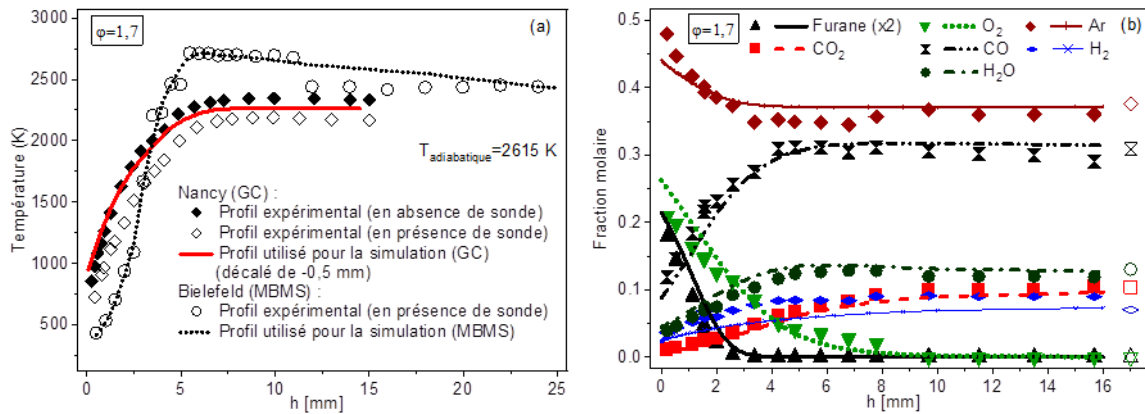 φ=1,7
(a)
Température (K)
3000
2500
2000
1500
1000
500
0
5
10
15
20
25
h [mm]
T_adiabatique=2615 K
Nancy (GC) :
Profil expérimental (en absence de sonde)
Profil expérimental (en présence de sonde)
Profil utilisé pour la simulation (GC)
(décalé de -0,5 mm)
Bielefeld (MBMS) :
Profil expérimental (en présence de sonde)
Profil utilisé pour la simulation (MBMS)
φ=1,7
(b)
Furane (x2)
O₂
Ar
CO₂
CO
H₂
H₂O
Fraction molaire
0.5
0.4
0.3
0.2
0.1
0.0
0
2
4
6
8
10
12
14
16
h [mm]